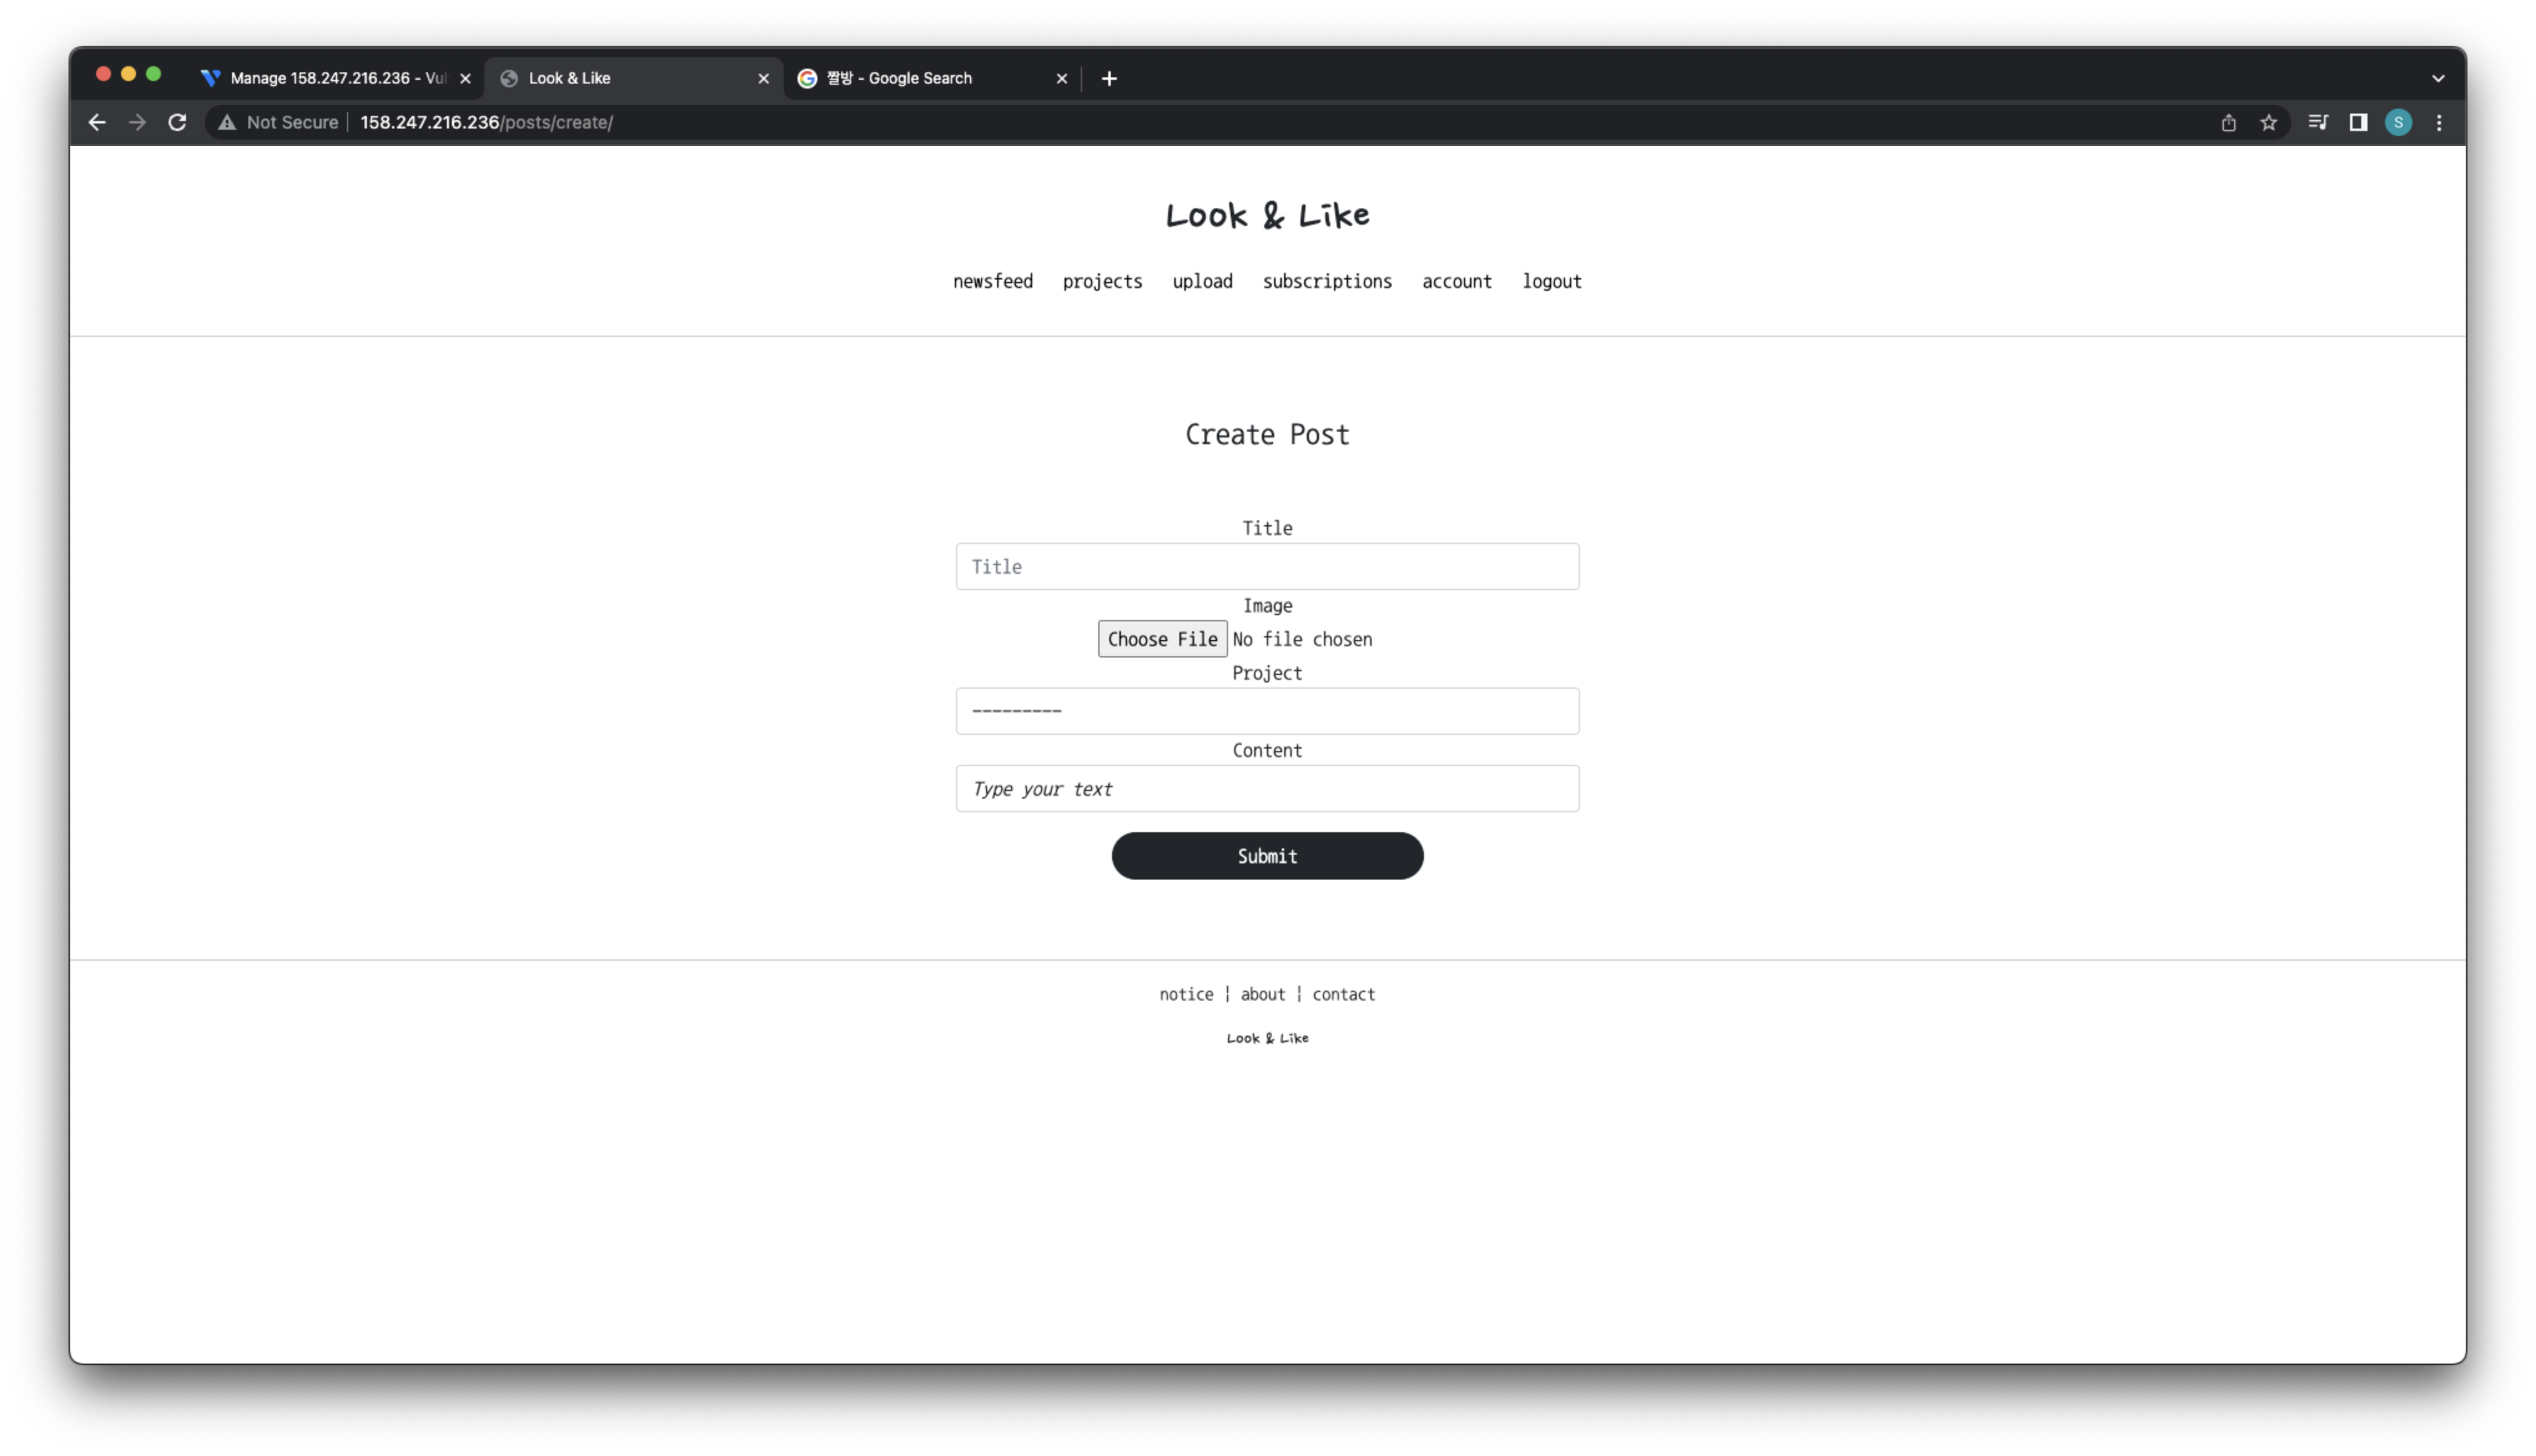 Manage 158.247.216.236 - Vul
Look & Like
짤방 - Google Search
Not Secure 158.247.216.236/posts/create/
S
Look & Like
newsfeed projects upload subscriptions account logout
Create Post
Title
Title
Image
Choose File No file chosen
Project
---------
Content
Type your text
Submit
notice | about | contact
Look & Like